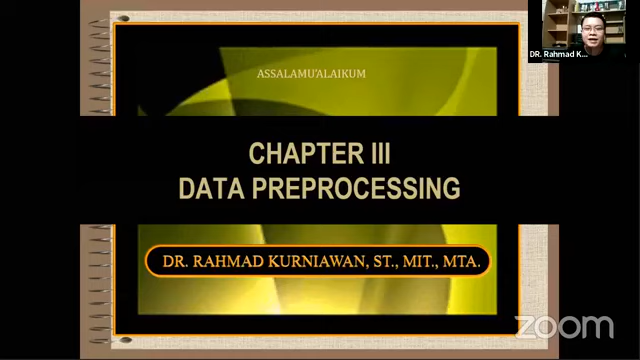 DR. Rahmad K...
ASSALAMU'ALAIKUM
CHAPTER III
DATA PREPROCESSING
DR. RAHMAD KURNIAWAN, ST., MIT., MTA.
zoom